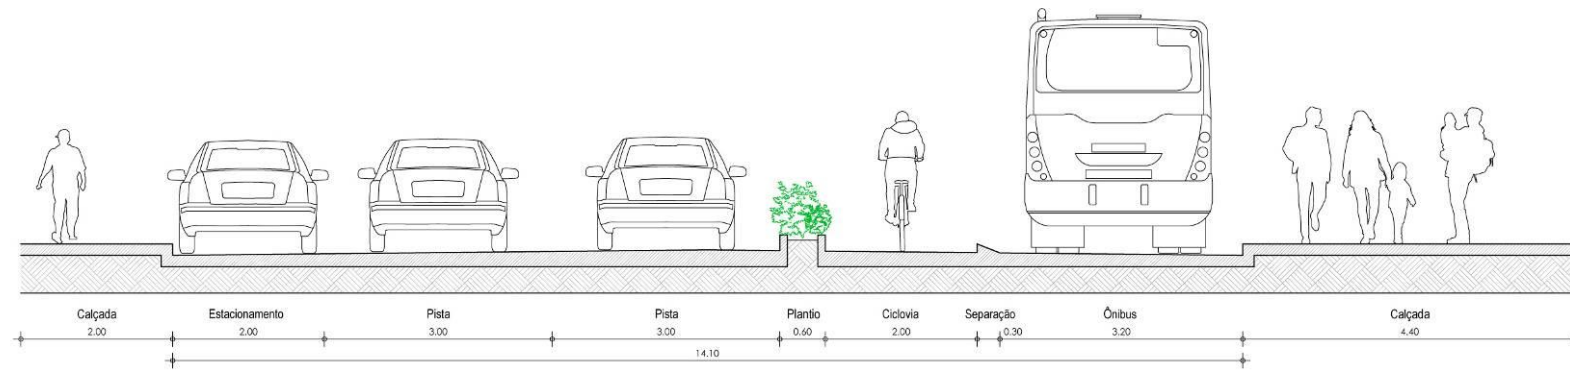 Calçada Estacionamento Pista Pista Plantio Ciclovia Separação Ônibus Calçada
2.00 2.00 3.00 3.00 0.60 2.00 0.30 3.20 4.40
14.10